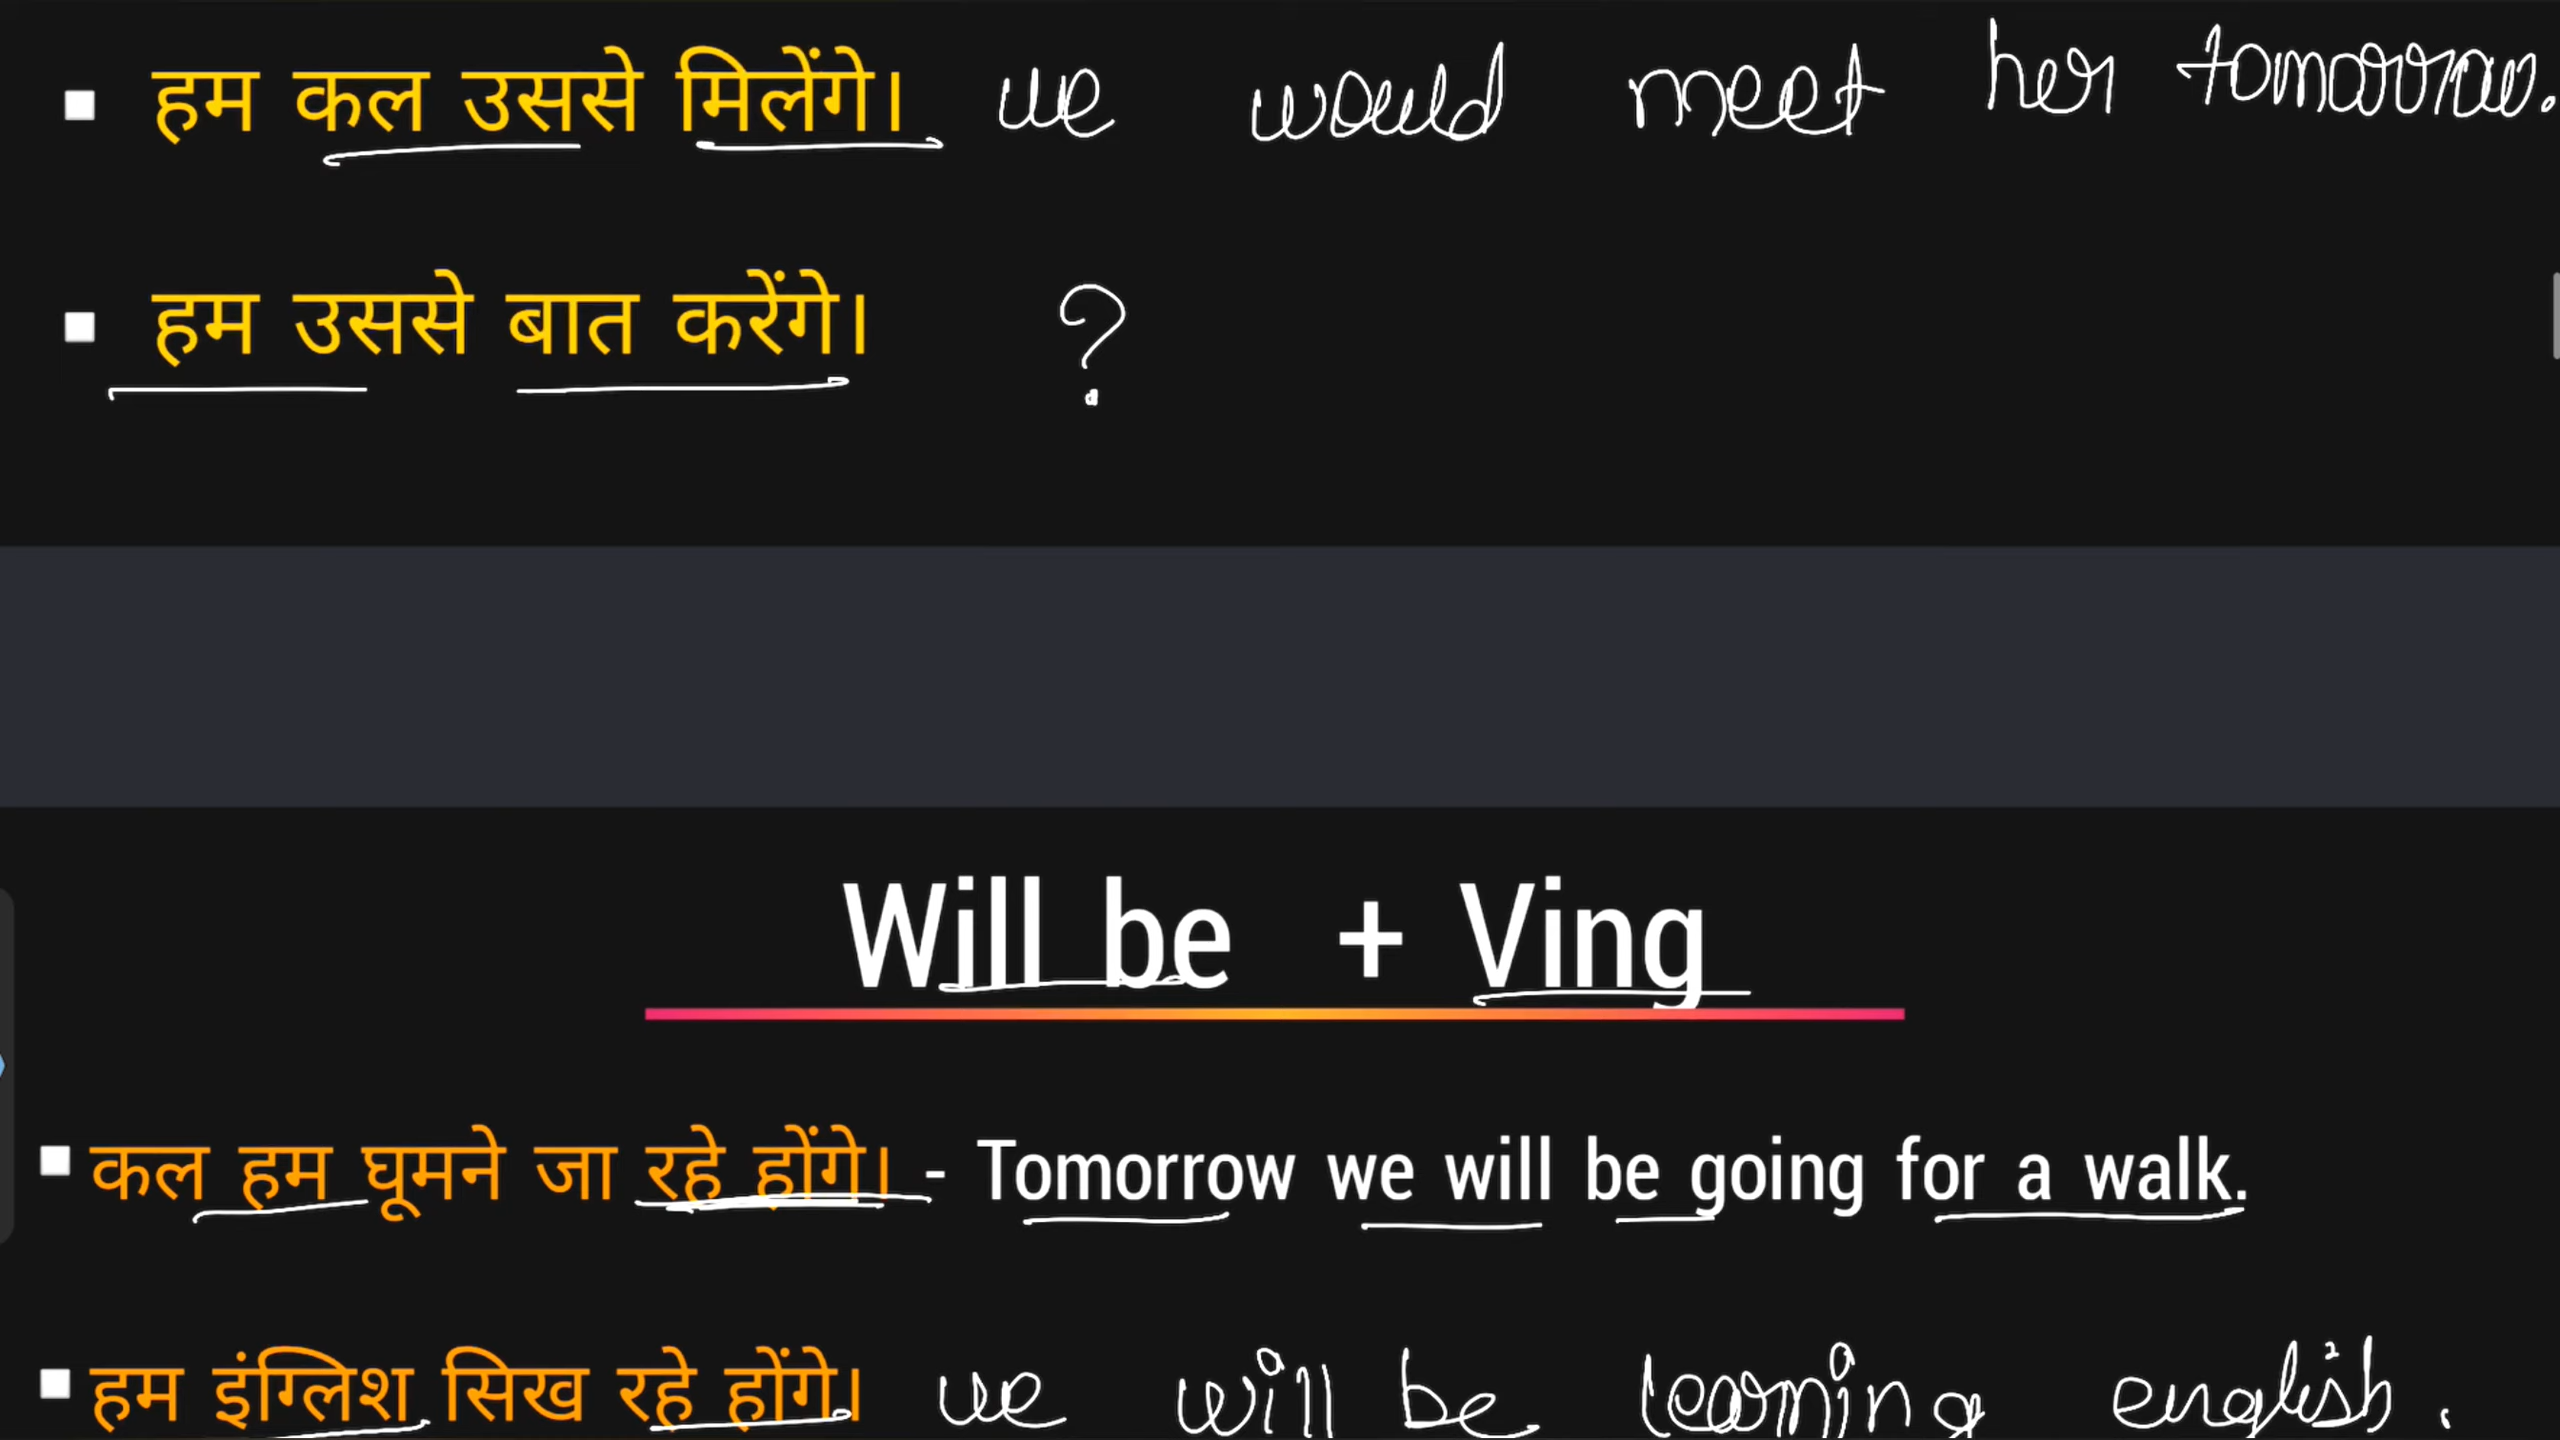 ▪ हम कल उससे मिलेंगे। we would meet her tomorrow.
▪ हम उससे बात करेंगे। ?
Will be + Ving
▪ कल हम घूमने जा रहे होंगे। - Tomorrow we will be going for a walk.
▪ हम इंग्लिश सिख रहे होंगे। we will be learning english.